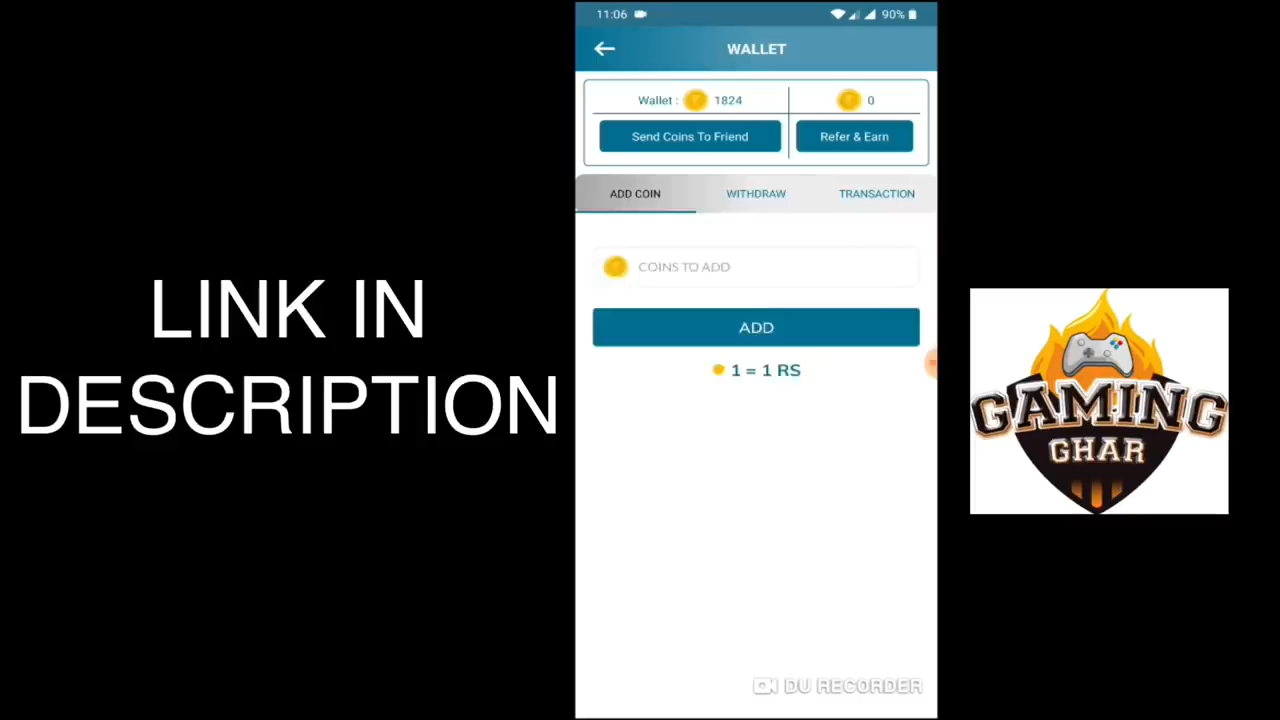 LINK IN
DESCRIPTION
11:06
90%
WALLET
Wallet : 1824
0
Send Coins To Friend
Refer & Earn
ADD COIN
WITHDRAW
TRANSACTION
COINS TO ADD
ADD
1 = 1 RS
DU RECORDER
GAMING
GHAR